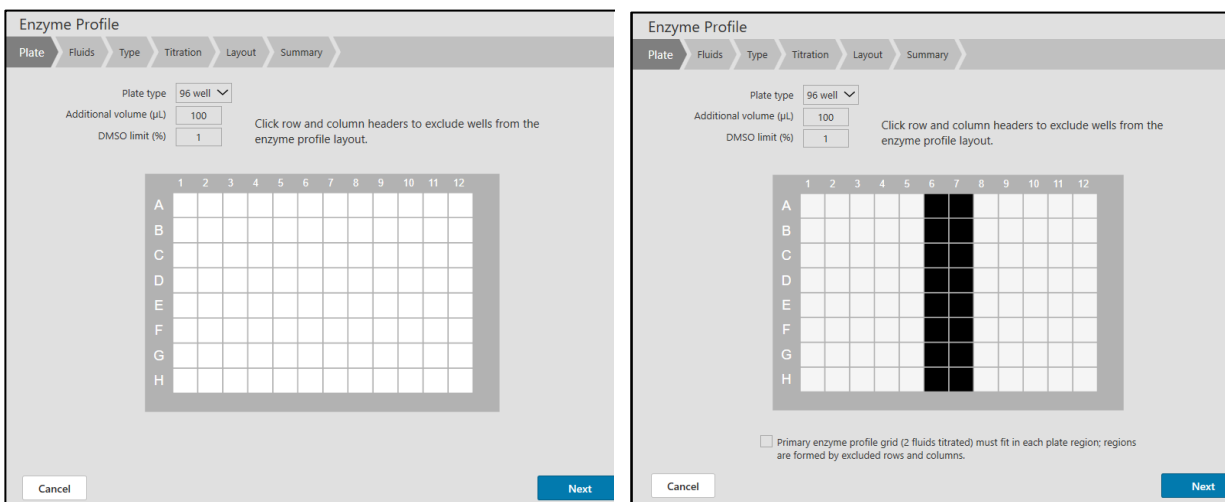 Enzyme Profile
Plate Fluids Type Titration Layout Summary
Plate type 96 well
Additional volume (µL) 100
DMSO limit (%) 1
Click row and column headers to exclude wells from the
enzyme profile layout.
1 2 3 4 5 6 7 8 9 10 11 12
A
B
C
D
E
F
G
H
Cancel Next
Enzyme Profile
Plate Fluids Type Titration Layout Summary
Plate type 96 well
Additional volume (µL) 100
DMSO limit (%) 1
Click row and column headers to exclude wells from the
enzyme profile layout.
1 2 3 4 5 6 7 8 9 10 11 12
A
B
C
D
E
F
G
H
Primary enzyme profile grid (2 fluids titrated) must fit in each plate region; regions
are formed by excluded rows and columns.
Cancel Next